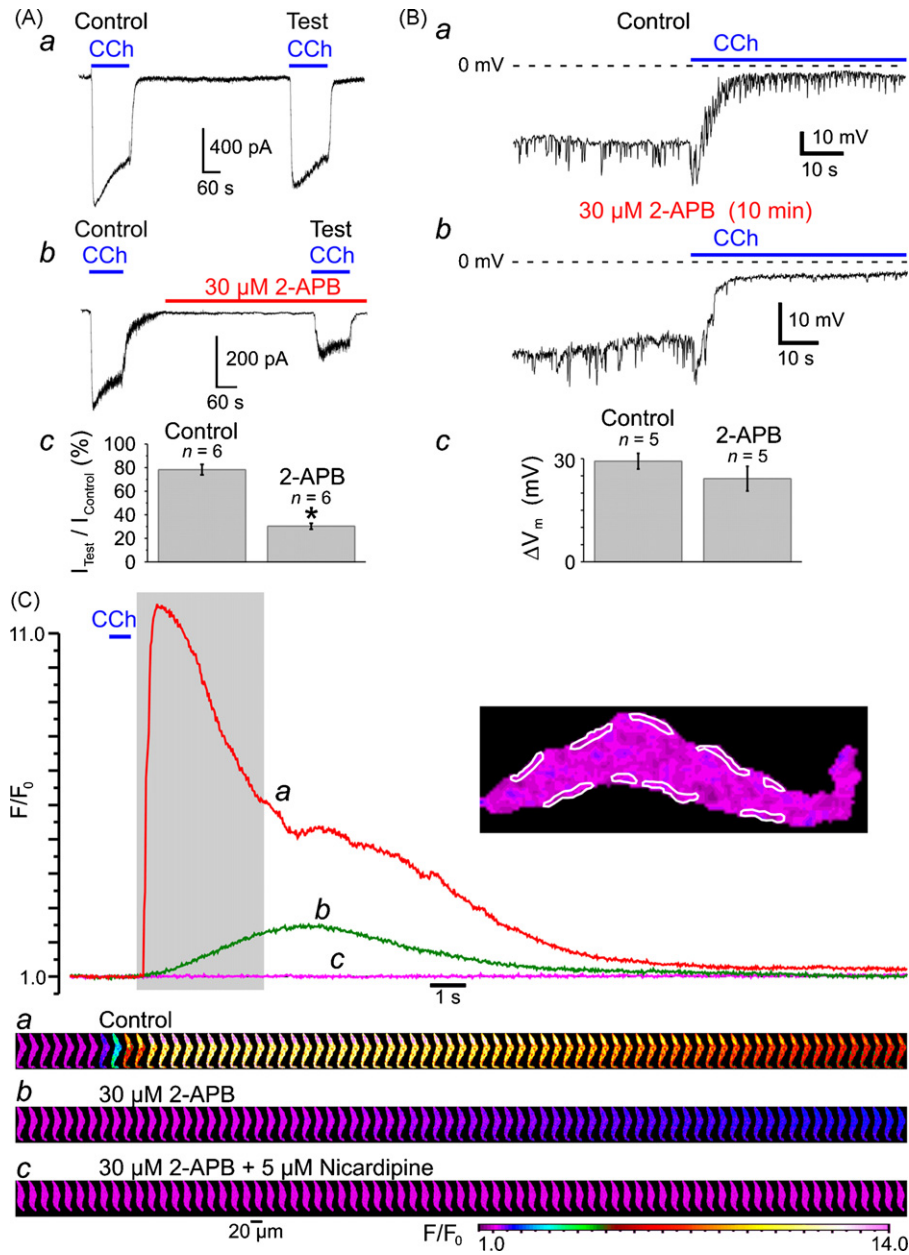 (A)
Control Test
a
CCh CCh
400 pA
60 s
Control Test
b
CCh CCh
30 µM 2-APB
200 pA
60 s
c
I Test / I Control (%)
100
80
60
40
20
0
Control
n = 6
2-APB
n = 6
*
(B)
Control
a
CCh
0 mV
10 mV
10 s
30 µM 2-APB (10 min)
b
CCh
0 mV
10 mV
10 s
c
ΔVm (mV)
30
0
Control
n = 5
2-APB
n = 5
(C)
CCh
11.0
F/F0
1.0
a
b
c
1 s
a Control
b 30 µM 2-APB
c 30 µM 2-APB + 5 µM Nicardipine
20 µm
F/F0
1.0 14.0